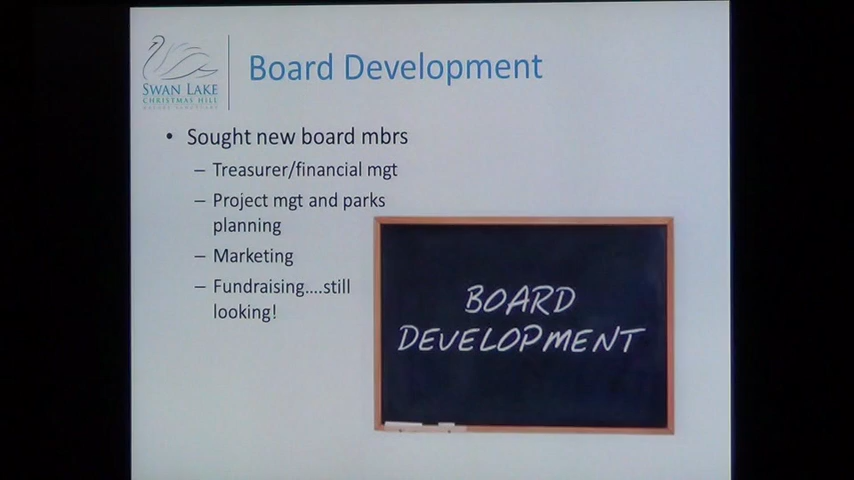 Board Development
SWAN LAKE
CHRISTMAS HILL
• Sought new board mbrs
– Treasurer/financial mgt
– Project mgt and parks
planning
– Marketing
– Fundraising....still
looking!
BOARD
DEVELOPMENT